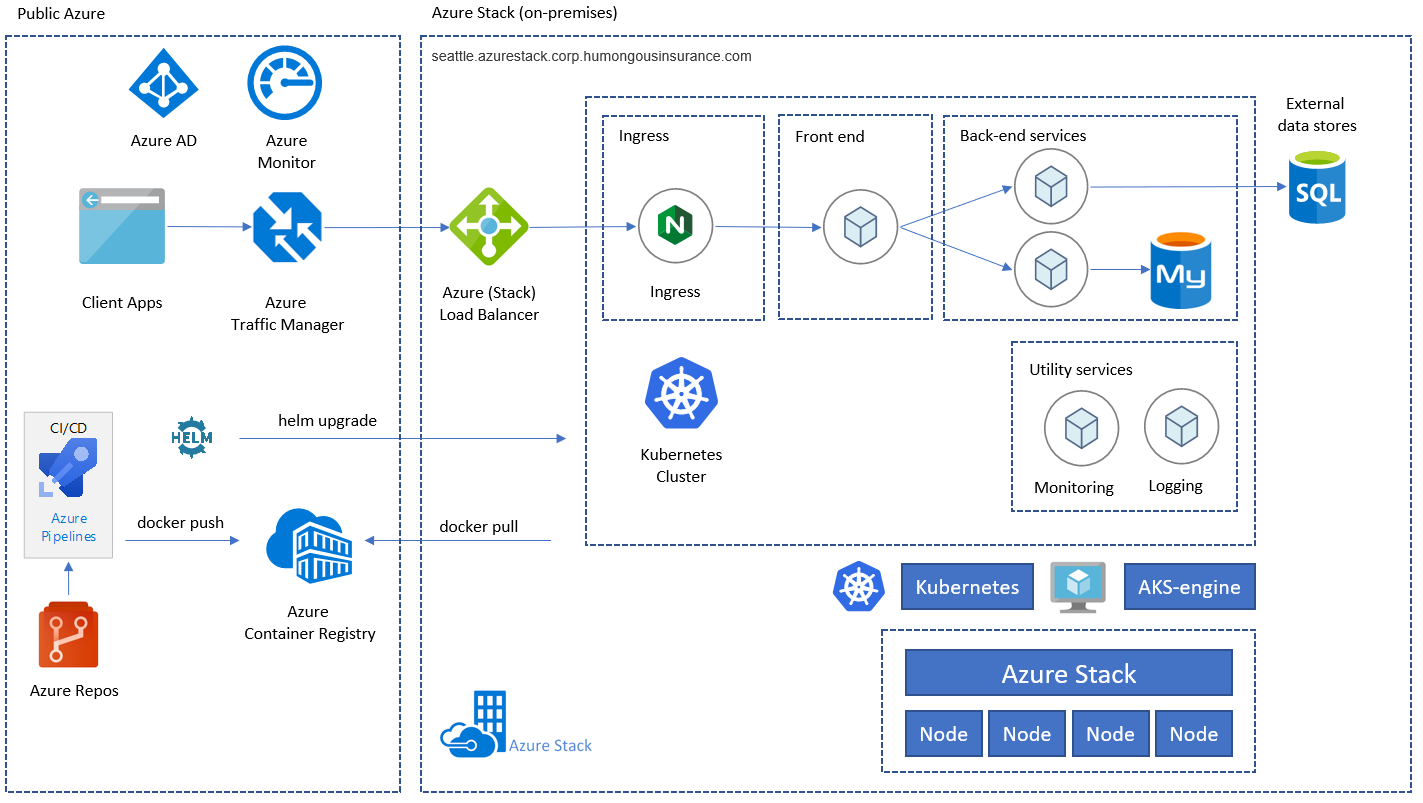 Public Azure
Azure Stack (on-premises)
seattle.azurestack.corp.humongousinsurance.com
Azure AD
Azure
Monitor
Client Apps
Azure
Traffic Manager
Azure (Stack)
Load Balancer
Ingress
N
Ingress
Front end
Back-end services
My
External
data stores
SQL
Utility services
Monitoring
Logging
Kubernetes
Cluster
CI/CD
Azure
Pipelines
HELM
helm upgrade
docker push
docker pull
Azure
Container Registry
Azure Repos
Kubernetes
AKS-engine
Azure Stack
Node
Node
Node
Node
Azure Stack